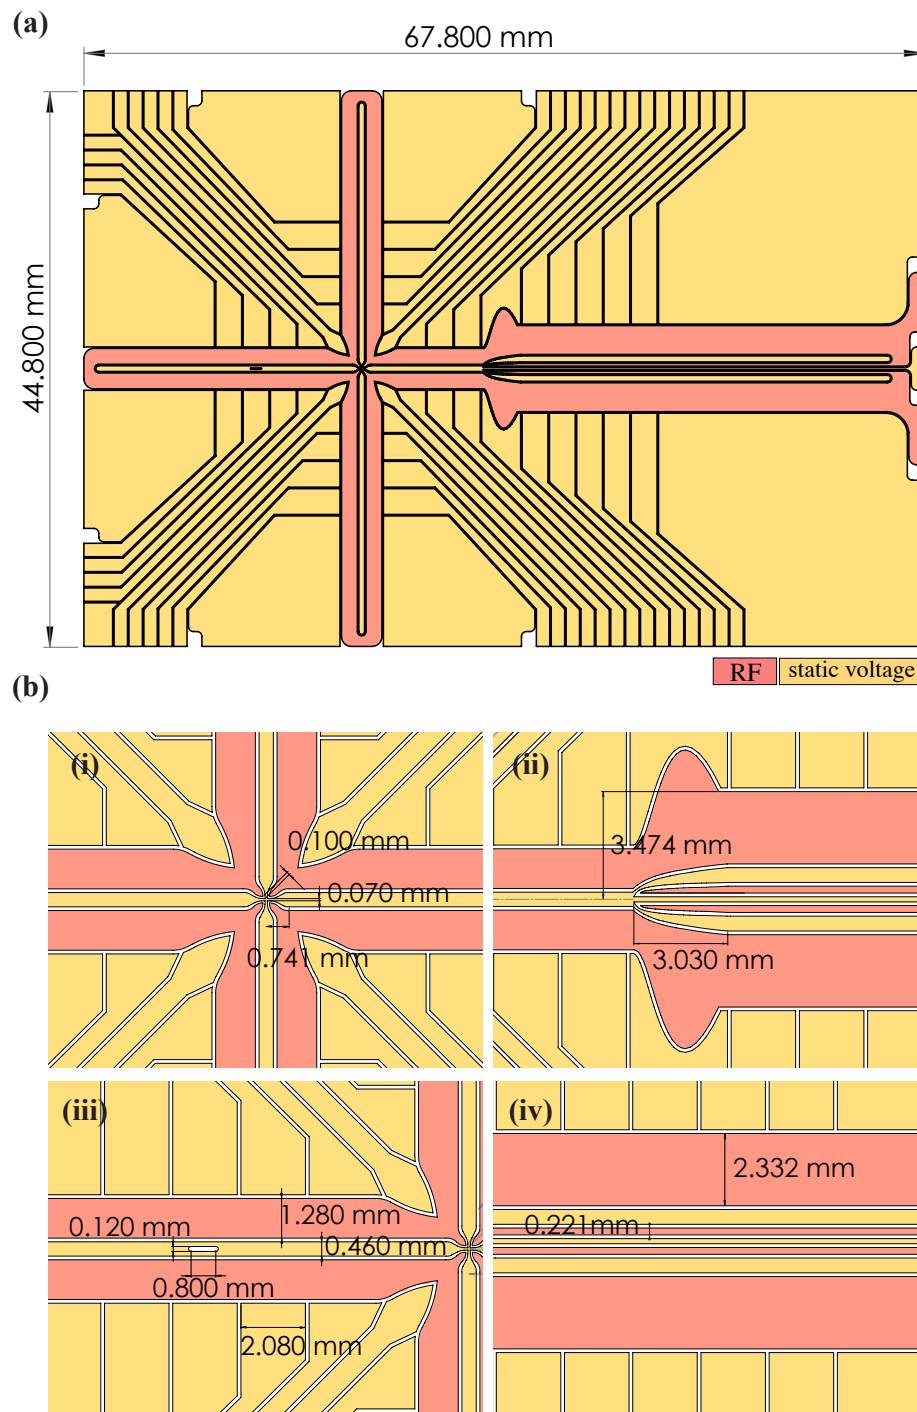 (a)
67.800 mm
44.800 mm
RF static voltage
(b)
(i)
0.100 mm
0.070 mm
0.741 mm
(ii)
3.474 mm
3.030 mm
(iii)
0.120 mm
1.280 mm
0.460 mm
0.800 mm
2.080 mm
(iv)
2.332 mm
0.221mm